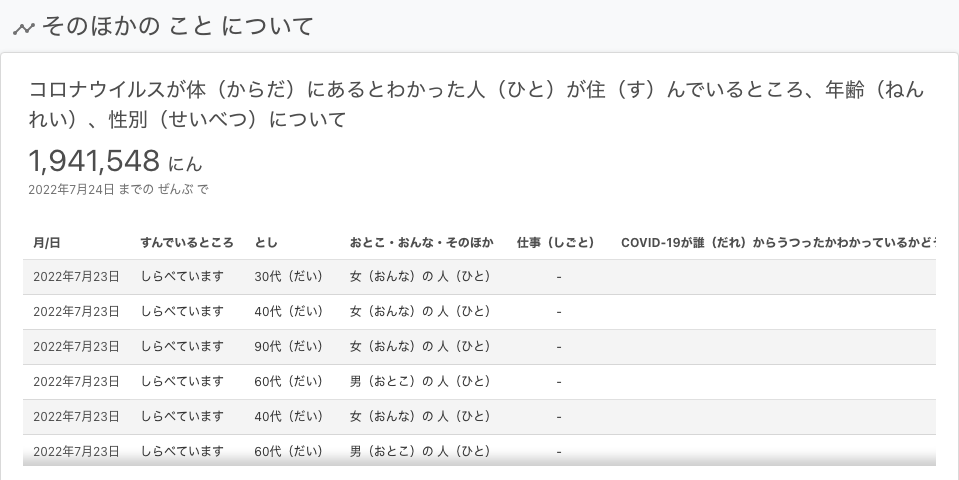 そのほかの こと について
コロナウイルスが体（からだ）にあるとわかった人（ひと）が住（す）んでいるところ、年齢（ねん
れい）、性別（せいべつ）について
1,941,548 にん
2022年7月24日 までの ぜんぶ で
月/日 すんでいるところ とし おとこ・おんな・そのほか 仕事（しごと） COVID-19が誰（だれ）からうつったかわかっているかど
2022年7月23日 しらべています 30代（だい） 女（おんな）の 人（ひと） -
2022年7月23日 しらべています 40代（だい） 女（おんな）の 人（ひと） -
2022年7月23日 しらべています 90代（だい） 女（おんな）の 人（ひと） -
2022年7月23日 しらべています 60代（だい） 男（おとこ）の 人（ひと） -
2022年7月23日 しらべています 40代（だい） 女（おんな）の 人（ひと） -
2022年7月23日 しらべています 60代（だい） 男（おとこ）の 人（ひと） -